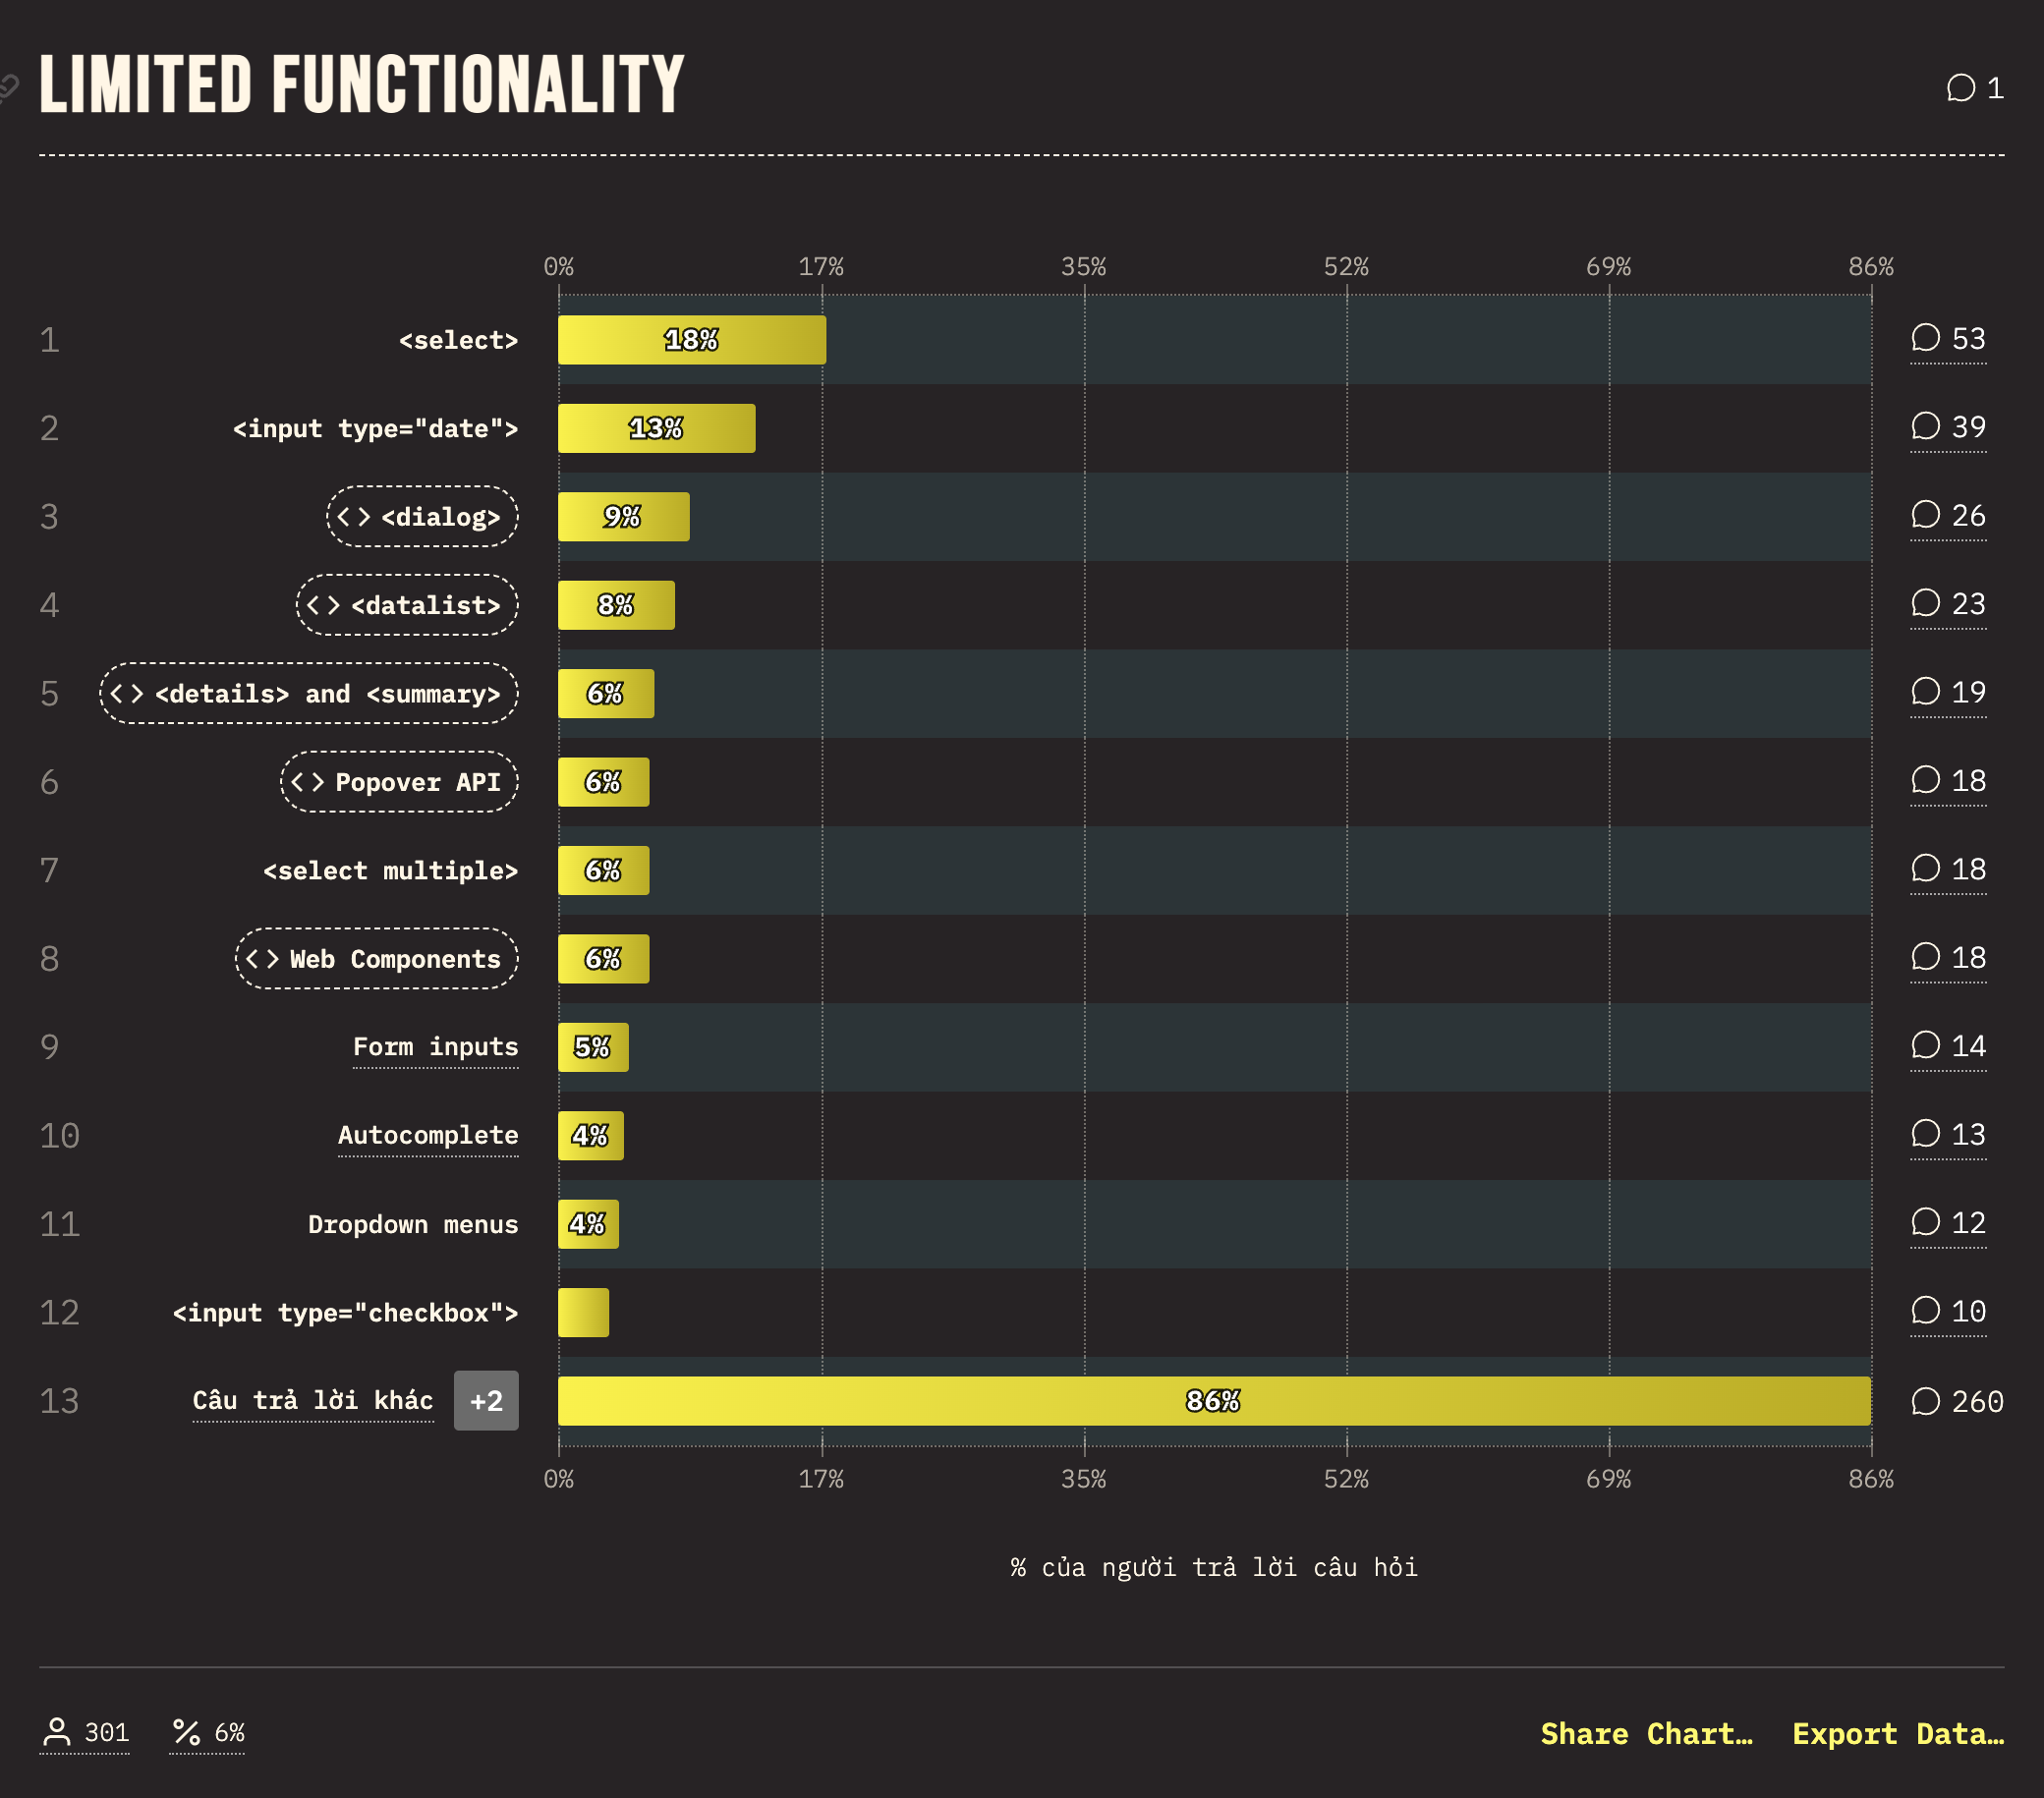 LIMITED FUNCTIONALITY
1
0% 17% 35% 52% 69% 86%
1 <select> 18% 53
2 <input type="date"> 13% 39
3 <> <dialog> 9% 26
4 <> <datalist> 8% 23
5 <> <details> and <summary> 6% 19
6 <> Popover API 6% 18
7 <select multiple> 6% 18
8 <> Web Components 6% 18
9 Form inputs 5% 14
10 Autocomplete 4% 13
11 Dropdown menus 4% 12
12 <input type="checkbox"> 10
13 Câu trả lời khác +2 86% 260
0% 17% 35% 52% 69% 86%
% của người trả lời câu hỏi
301 % 6%
Share Chart… Export Data…